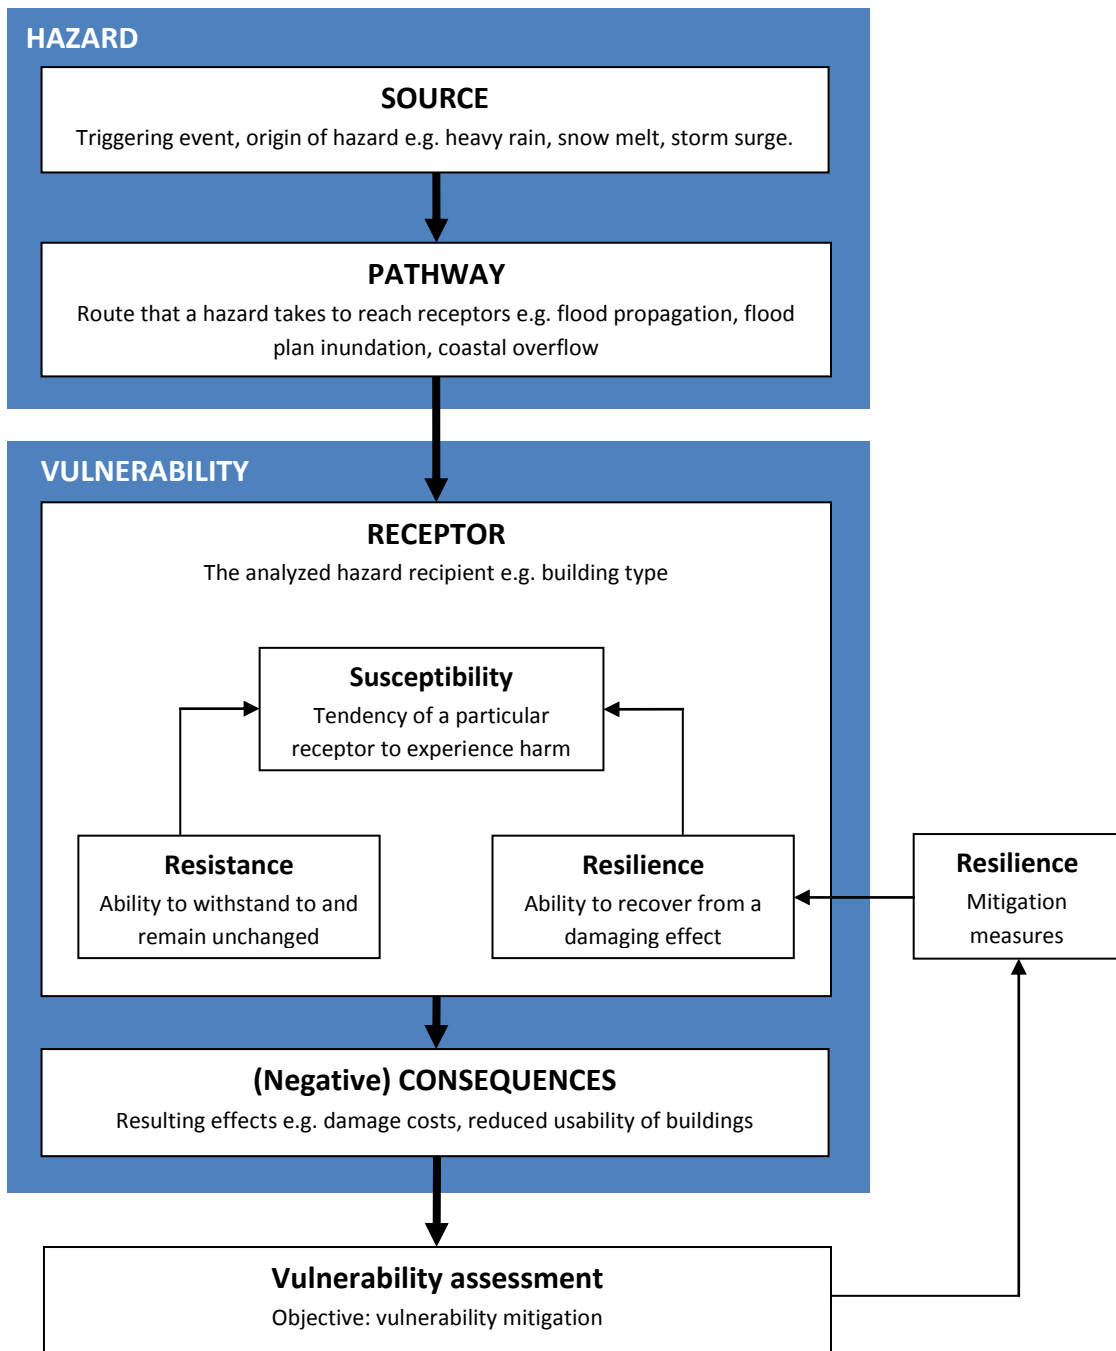 HAZARD
SOURCE
Triggering event, origin of hazard e.g. heavy rain, snow melt, storm surge.
PATHWAY
Route that a hazard takes to reach receptors e.g. flood propagation, flood
plan inundation, coastal overflow
VULNERABILITY
RECEPTOR
The analyzed hazard recipient e.g. building type
Susceptibility
Tendency of a particular
receptor to experience harm
Resistance
Ability to withstand to and
remain unchanged
Resilience
Ability to recover from a
damaging effect
Resilience
Mitigation
measures
(Negative) CONSEQUENCES
Resulting effects e.g. damage costs, reduced usability of buildings
Vulnerability assessment
Objective: vulnerability mitigation